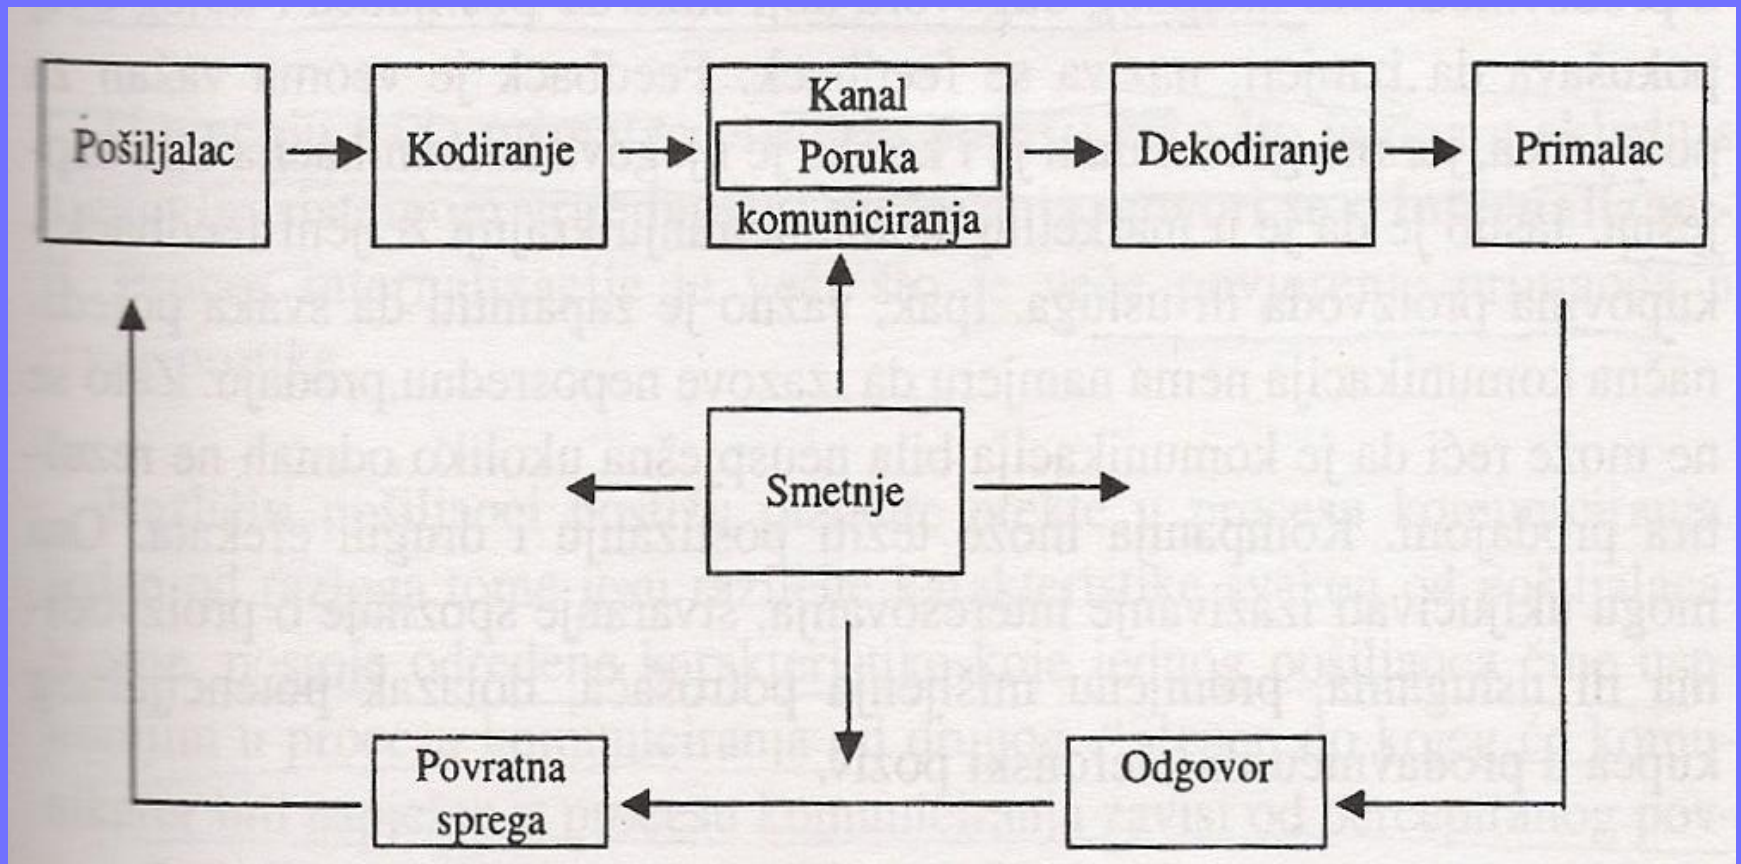 Pošiljalac
Kodiranje
Kanal
Poruka
komuniciranja
Dekodiranje
Primalac
Smetnje
Povratna
sprega
Odgovor